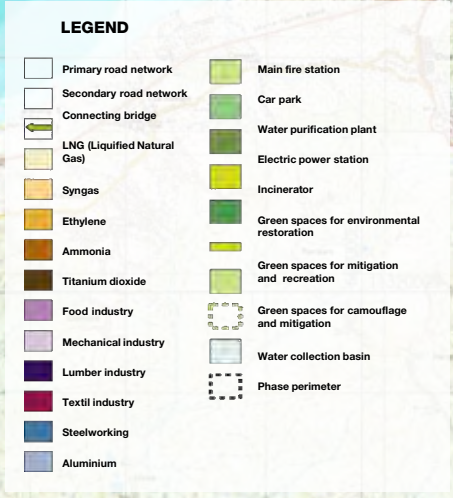 LEGEND
Primary road network
Secondary road network
Connecting bridge
LNG (Liquified Natural
Gas)
Syngas
Ethylene
Ammonia
Titanium dioxide
Food industry
Mechanical industry
Lumber industry
Textil industry
Steelworking
Aluminium
Main fire station
Car park
Water purification plant
Electric power station
Incinerator
Green spaces for environmental
restoration
Green spaces for mitigation
and recreation
Green spaces for camouflage
and mitigation
Water collection basin
Phase perimeter